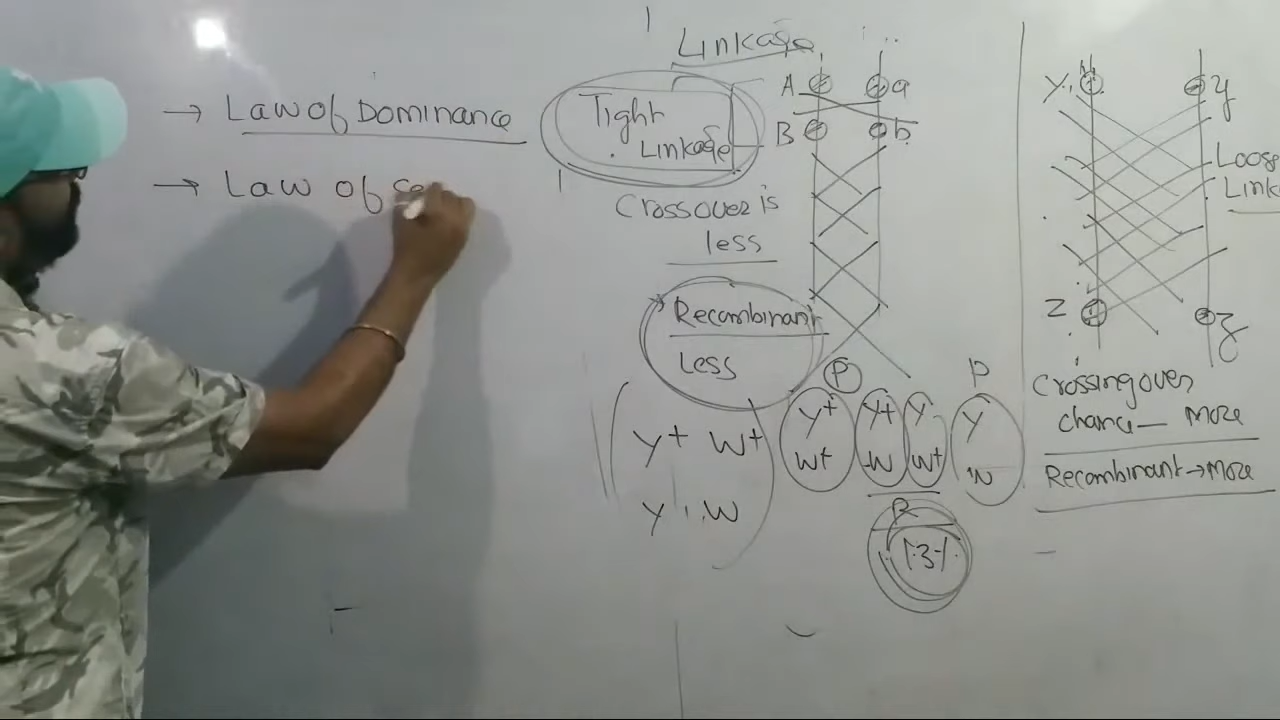 → Law of Dominance
→ Law of
Linkage
Tight
Linkage
Crossover is
less
Recombinant
Less
A a
B b
Y+ W+
Y W
P
Y+
W+
Y+
W
Y
W+
R
1.3%
P
Y
W
y
Z z
Loose
Link
Crossing over
chance — More
Recombinant → More